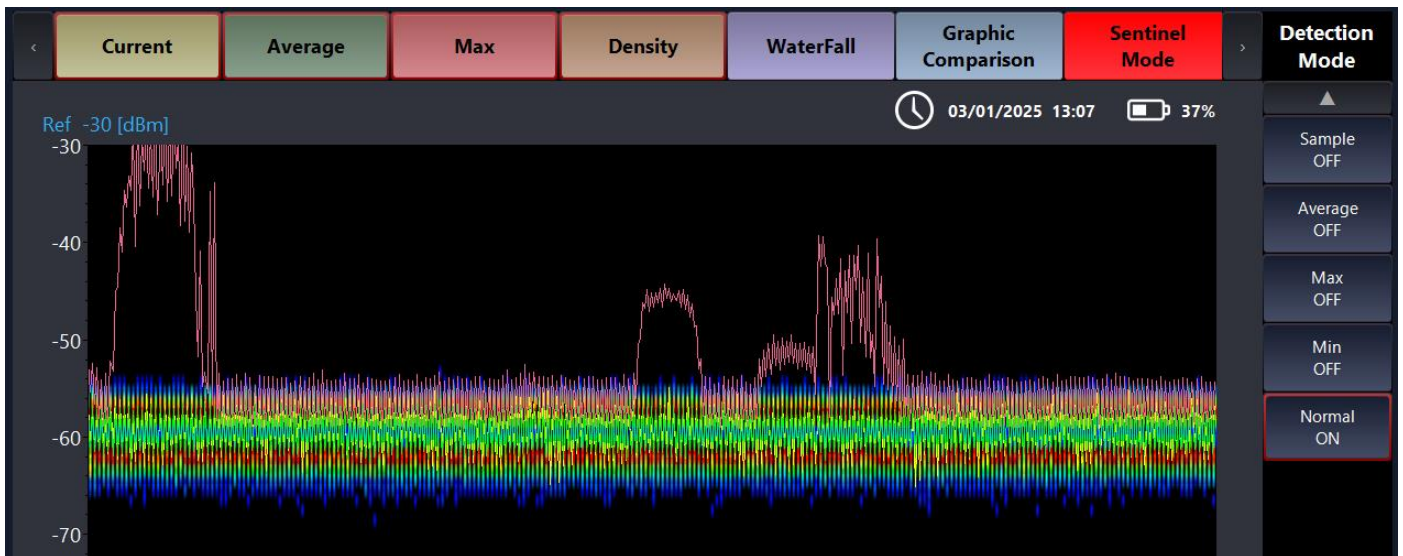 ‹
Current
Average
Max
Density
WaterFall
Graphic
Comparison
Sentinel
Mode
›
Detection
Mode
03/01/2025 13:07
37%
Ref -30 [dBm]
-30
-40
-50
-60
-70
▲
Sample
OFF
Average
OFF
Max
OFF
Min
OFF
Normal
ON